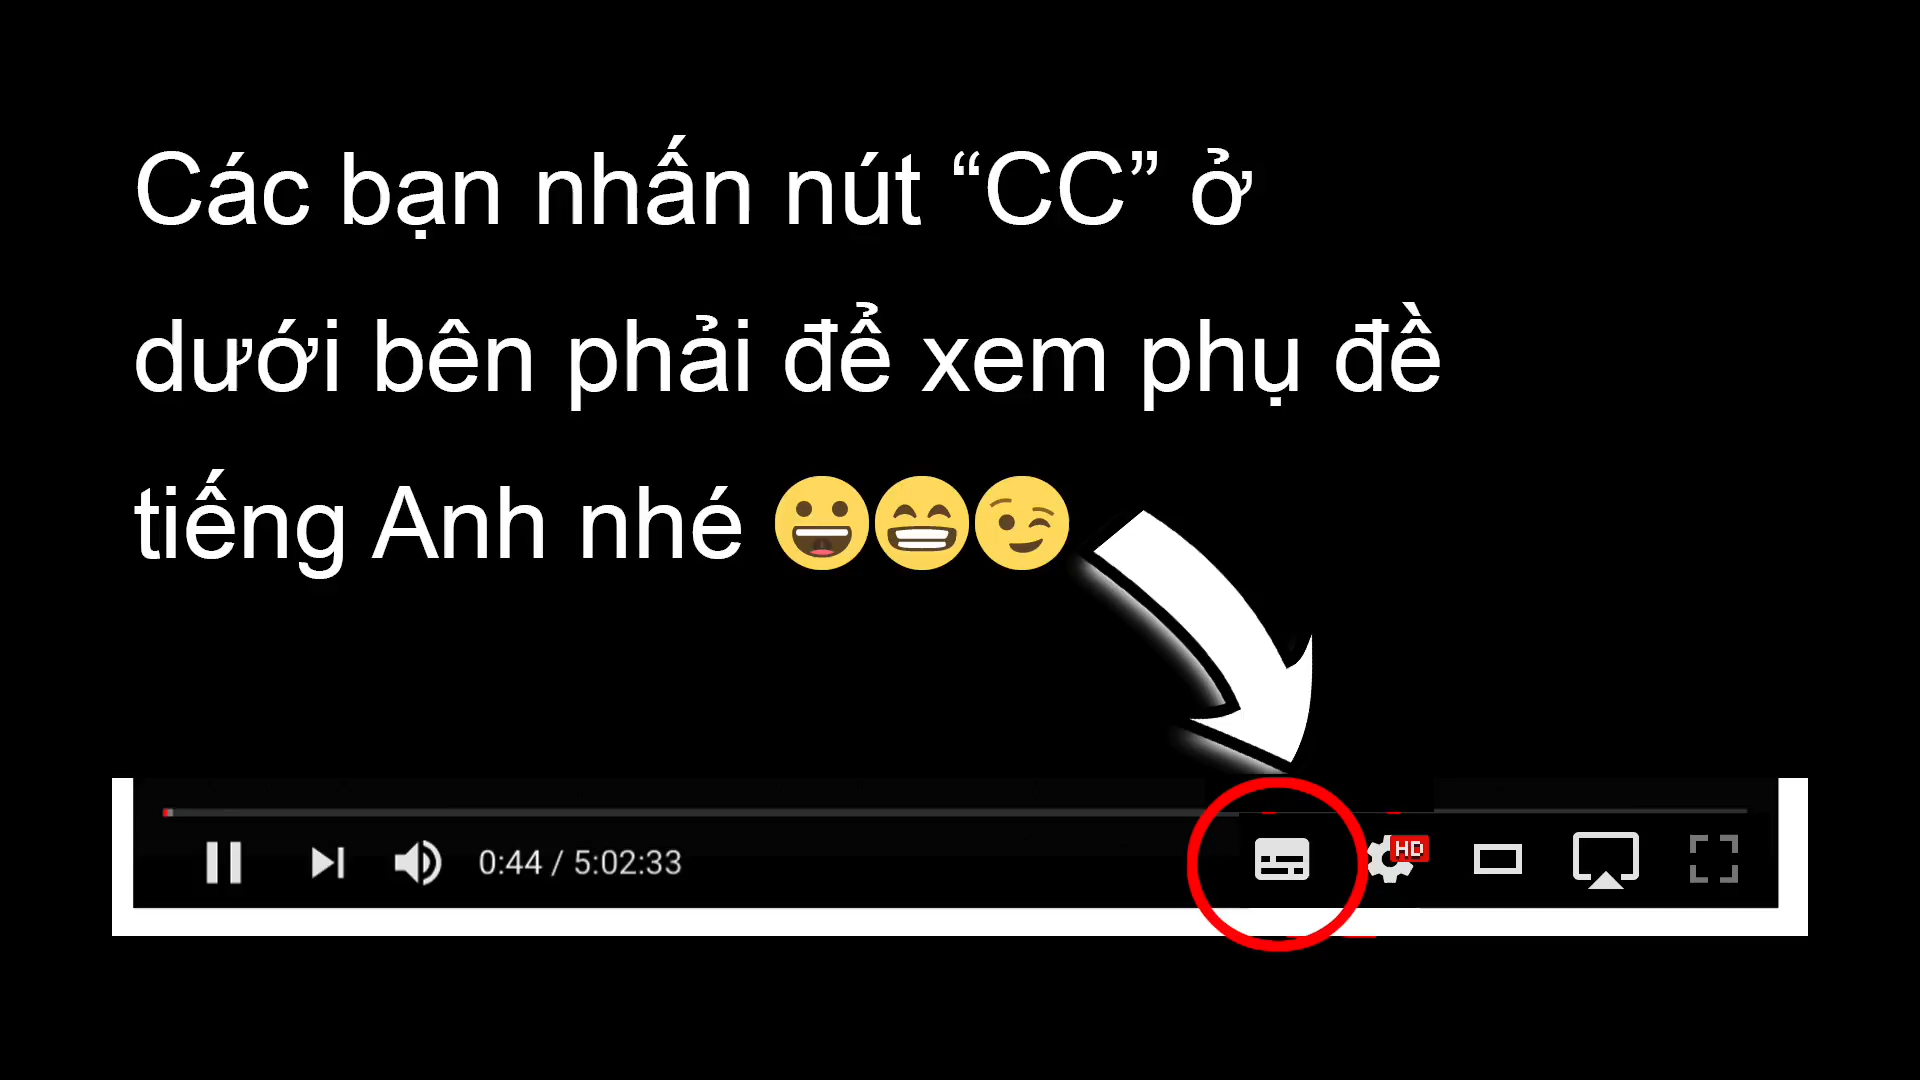 Các bạn nhấn nút “CC” ở
dưới bên phải để xem phụ đề
tiếng Anh nhé 😀😁😉
0:44 / 5:02:33
HD